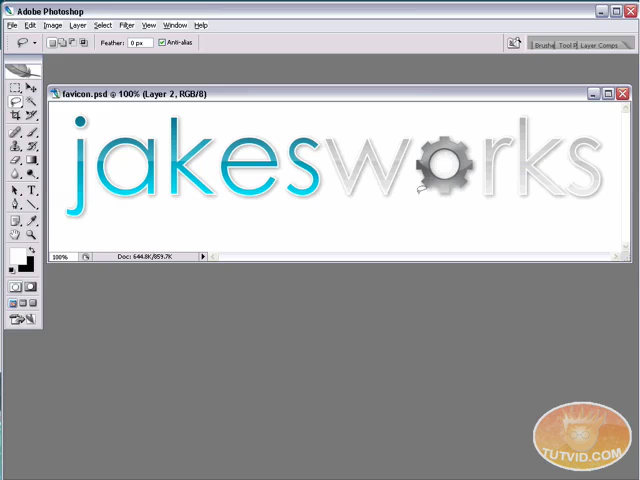 Adobe Photoshop
File Edit Image Layer Select Filter View Window Help
Feather: 0 px Anti-alias Brushe Tool P Layer Comps
favicon.psd @ 100% (Layer 2, RGB/8)
jakesworks
100% Doc: 644.8K/859.7K
TUTVID.COM